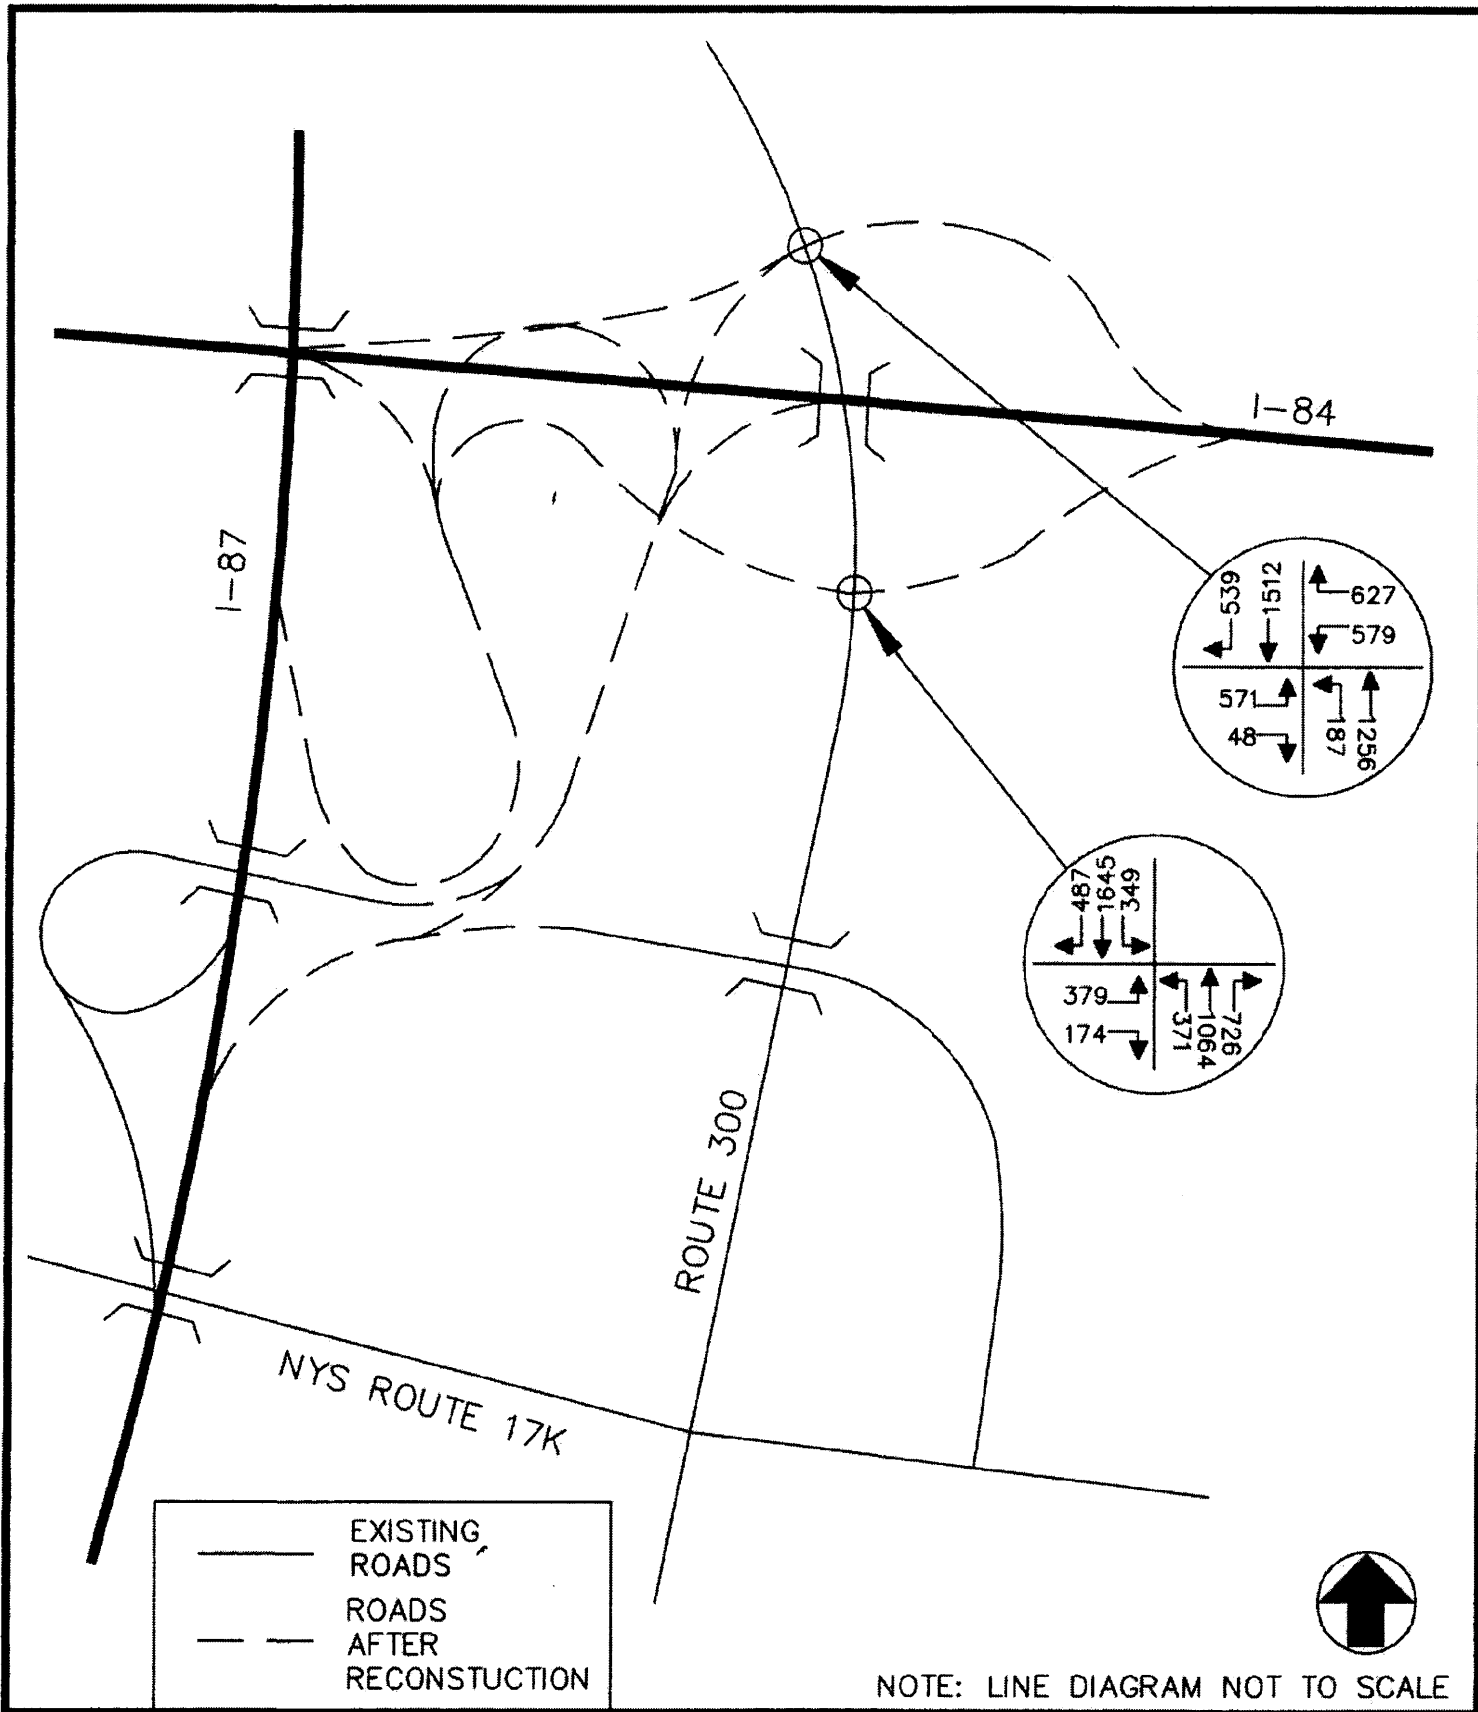 I-84
I-87
539
1512
627
579
571
48
187
1256
487
1645
349
379
174
371
1064
726
ROUTE 300
NYS ROUTE 17K
EXISTING
ROADS
ROADS
AFTER
RECONSTUCTION
NOTE: LINE DIAGRAM NOT TO SCALE